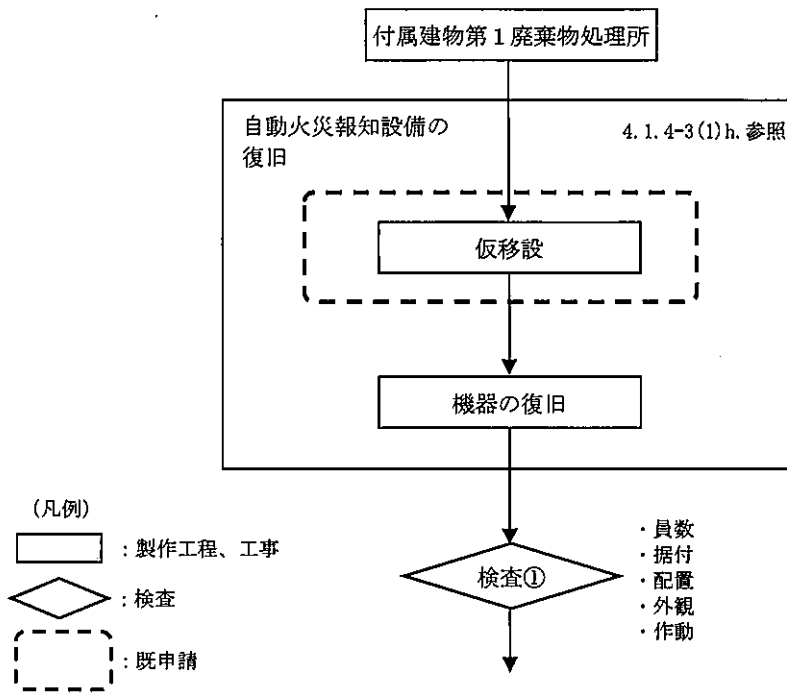 付属建物第1廃棄物処理所
自動火災報知設備の
復旧
4.1.4-3(1)h.参照
仮移設
機器の復旧
検査①
・員数
・据付
・配置
・外観
・作動
(凡例)
：製作工程、工事
：検査
：既申請